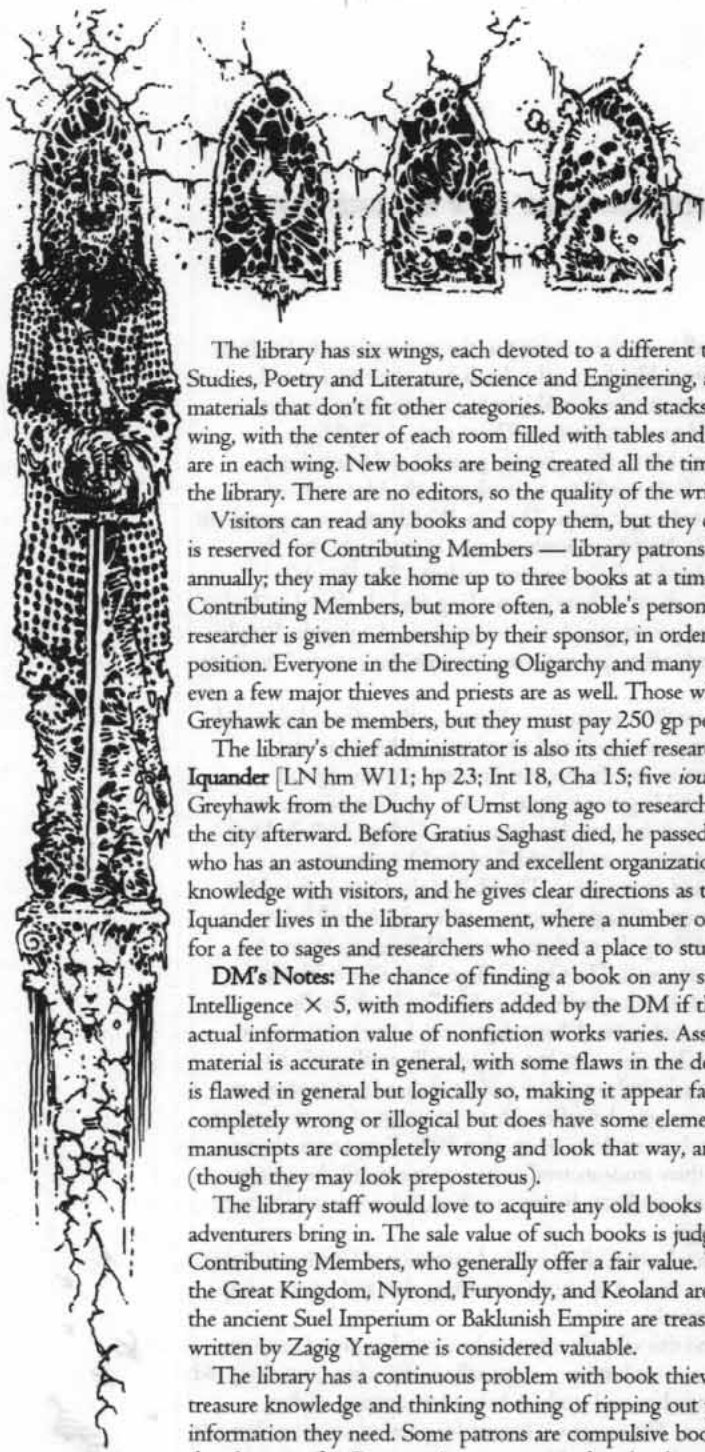 The library has six wings, each devoted to a different t
Studies, Poetry and Literature, Science and Engineering, a
materials that don't fit other categories. Books and stacks
wing, with the center of each room filled with tables and
are in each wing. New books are being created all the tim
the library. There are no editors, so the quality of the wri
Visitors can read any books and copy them, but they c
is reserved for Contributing Members — library patrons
annually; they may take home up to three books at a tim
Contributing Members, but more often, a noble's person
researcher is given membership by their sponsor, in order
position. Everyone in the Directing Oligarchy and many
even a few major thieves and priests are as well. Those w
Greyhawk can be members, but they must pay 250 gp pe
The library's chief administrator is also its chief resear
Iquander [LN hm W11; hp 23; Int 18, Cha 15; five iou
Greyhawk from the Duchy of Urnst long ago to research
the city afterward. Before Gratius Saghast died, he passed
who has an astounding memory and excellent organizatio
knowledge with visitors, and he gives clear directions as t
Iquander lives in the library basement, where a number o
for a fee to sages and researchers who need a place to stu
DM's Notes: The chance of finding a book on any s
Intelligence × 5, with modifiers added by the DM if th
actual information value of nonfiction works varies. Ass
material is accurate in general, with some flaws in the de
is flawed in general but logically so, making it appear fa
completely wrong or illogical but does have some eleme
manuscripts are completely wrong and look that way, an
(though they may look preposterous).
The library staff would love to acquire any old books
adventurers bring in. The sale value of such books is judg
Contributing Members, who generally offer a fair value.
the Great Kingdom, Nyrond, Furyondy, and Keoland are
the ancient Suel Imperium or Baklunish Empire are treas
written by Zagig Yragerne is considered valuable.
The library has a continuous problem with book thiev
treasure knowledge and thinking nothing of ripping out
information they need. Some patrons are compulsive boo